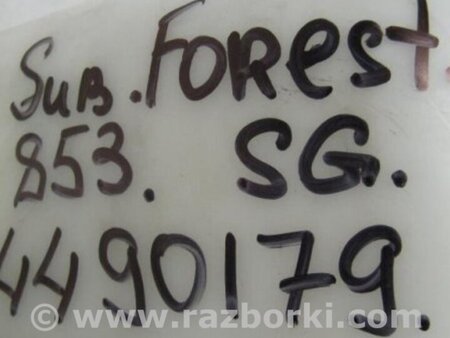 Sub. Forest.
853. SG.
4490179.
© www.razborki.com